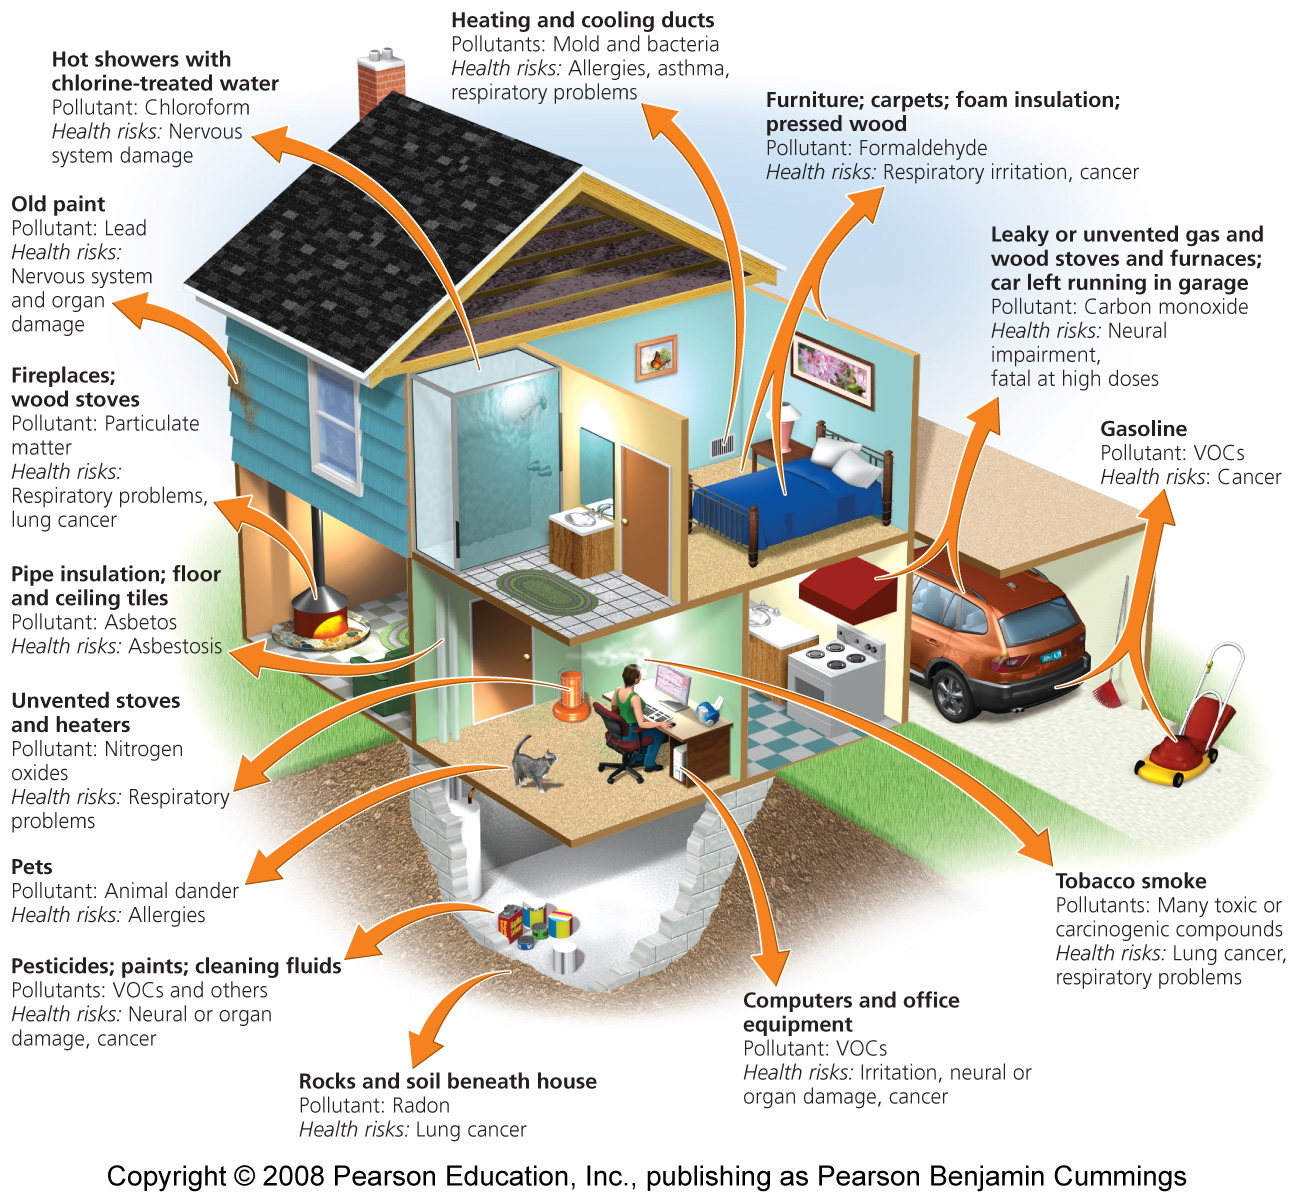 Heating and cooling ducts
Pollutants: Mold and bacteria
Health risks: Allergies, asthma,
respiratory problems
Hot showers with
chlorine-treated water
Pollutant: Chloroform
Health risks: Nervous
system damage
Furniture; carpets; foam insulation;
pressed wood
Pollutant: Formaldehyde
Health risks: Respiratory irritation, cancer
Old paint
Pollutant: Lead
Health risks:
Nervous system
and organ
damage
Leaky or unvented gas and
wood stoves and furnaces;
car left running in garage
Pollutant: Carbon monoxide
Health risks: Neural
impairment,
fatal at high doses
Fireplaces;
wood stoves
Pollutant: Particulate
matter
Health risks:
Respiratory problems,
lung cancer
Gasoline
Pollutant: VOCs
Health risks: Cancer
Pipe insulation; floor
and ceiling tiles
Pollutant: Asbetos
Health risks: Asbestosis
Unvented stoves
and heaters
Pollutant: Nitrogen
oxides
Health risks: Respiratory
problems
Pets
Pollutant: Animal dander
Health risks: Allergies
Tobacco smoke
Pollutants: Many toxic or
carcinogenic compounds
Health risks: Lung cancer,
respiratory problems
Pesticides; paints; cleaning fluids
Pollutants: VOCs and others
Health risks: Neural or organ
damage, cancer
Computers and office
equipment
Pollutant: VOCs
Health risks: Irritation, neural or
organ damage, cancer
Rocks and soil beneath house
Pollutant: Radon
Health risks: Lung cancer
Copyright © 2008 Pearson Education, Inc., publishing as Pearson Benjamin Cummings